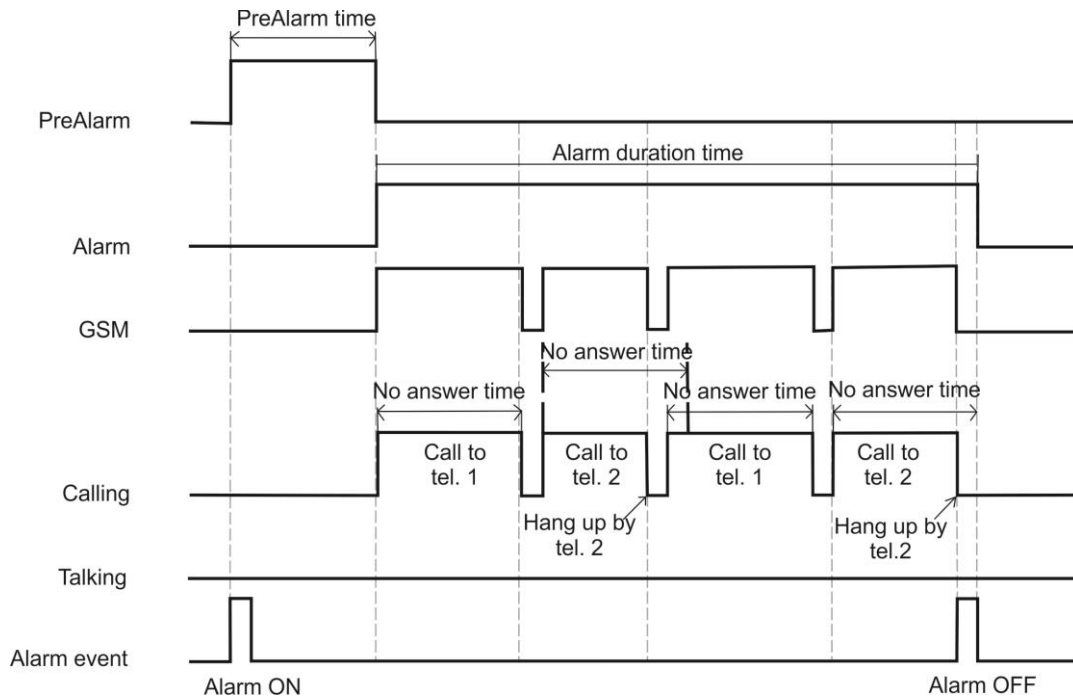 PreAlarm time
PreAlarm
Alarm duration time
Alarm
GSM
No answer time
No answer time
No answer time
No answer time
Call to
tel. 1
Call to
tel. 2
Call to
tel. 1
Call to
tel. 2
Calling
Hang up by
tel. 2
Hang up by
tel.2
Talking
Alarm event
Alarm ON
Alarm OFF